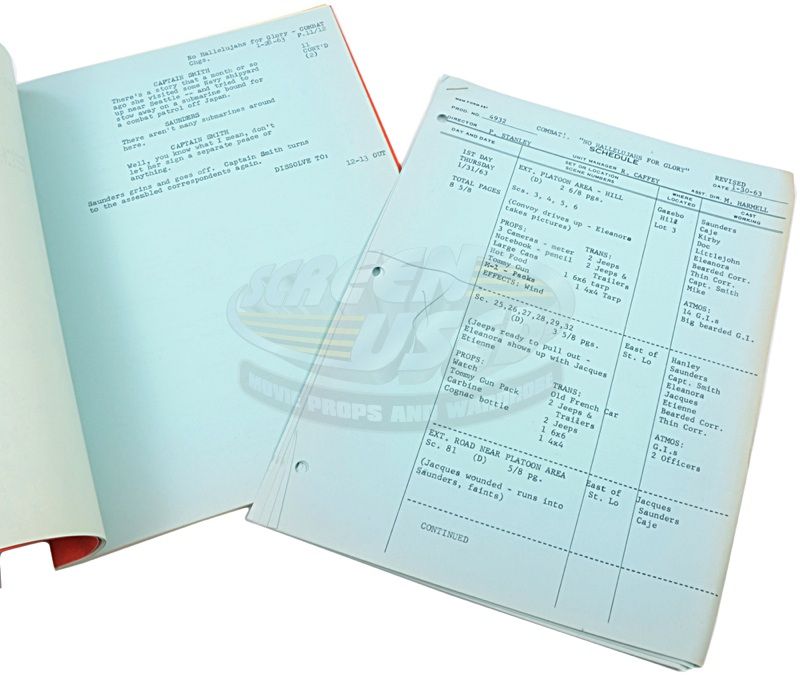 No Hallelujahs for Glory - COMBAT
Chgs. 1-28-63 P.11/12
11
CONT'D
(2)
CAPTAIN SMITH
There's a story that a month or so
ago she visited some Navy shipyard
up near Seattle -- and tried to
stow away on a submarine bound for
a combat patrol off Japan.
SAUNDERS
There aren't many submarines around
here.
CAPTAIN SMITH
Well, you know what I mean, don't
let her sign a separate peace or
anything.
Saunders grins and goes off. Captain Smith turns
to the assembled correspondents again.
DISSOLVE TO:
12-13 OUT
MGM FORM
PROD. NO. 4932 COMBAT!. "NO HALLELUJAHS FOR GLORY" REVISED
SCHEDULE DATE 1-30-63
DIRECTOR P. STANLEY UNIT MANAGER R. CAFFEY ASST DIR. M. HARMELL
DAY AND DATE
SET OR LOCATION
SCENE NUMBERS
WHERE
LOCATED
CAST
WORKING
1ST DAY
THURSDAY
1/31/63
TOTAL PAGES
8 5/8
EXT. PLATOON AREA - HILL
(D) 2 6/8 pgs.
Scs. 3, 4, 5, 6
(Convoy drives up - Eleanora
takes pictures)
PROPS:
3 Cameras - meter
Notebook - pencil
Large Cans
Hot Food
Tommy Gun
M-1 - Packs
EFFECTS: Wind
TRANS:
2 Jeeps
2 Jeeps &
Trailers
1 6x6 tarp
1 4x4 Tarp
Gazebo
Hill
Lot 3
Saunders
Caje
Kirby
Doc
Littlejohn
Eleanora
Bearded Corr.
Thin Corr.
Capt. Smith
Mike
ATMOS:
14 G.I.s
Big bearded G.I.
Sc. 25,26,27,28,29,32
(D) 3 5/8 pgs.
(Jeeps ready to pull out -
Eleanora shows up with Jacques
Etienne
PROPS:
Watch
Tommy Gun Pack
Carbine
Cognac bottle
TRANS:
Old French Car
2 Jeeps &
Trailers
2 Jeeps
1 6x6
1 4x4
East of
St. Lo
Hanley
Saunders
Capt. Smith
Eleanora
Jacques
Etienne
Bearded Corr.
Thin Corr.
ATMOS:
G.I.s
2 Officers
EXT. ROAD NEAR PLATOON AREA
Sc. 81 (D) 5/8 pg.
(Jacques wounded - runs into
Saunders, faints)
East of
St. Lo
Jacques
Saunders
Caje
CONTINUED
SCREEN
USED
MOVIE PROPS AND WARDROBE